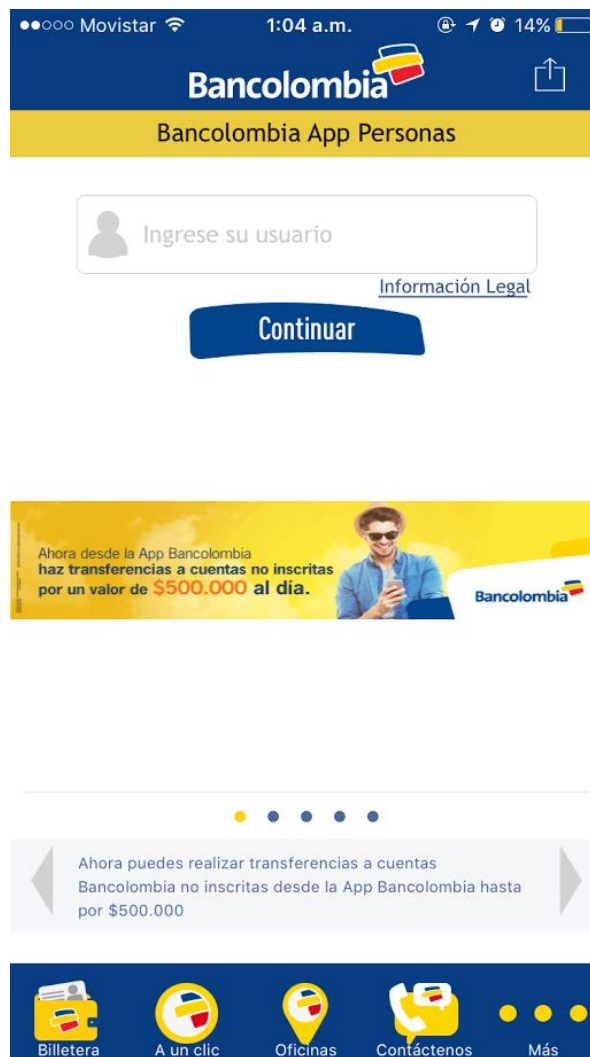 Movistar 1:04 a.m. 14%
Bancolombia
Bancolombia App Personas
Ingrese su usuario
Información Legal
Continuar
Ahora desde la App Bancolombia
haz transferencias a cuentas no inscritas
por un valor de $500.000 al día.
Bancolombia
Ahora puedes realizar transferencias a cuentas
Bancolombia no inscritas desde la App Bancolombia hasta
por $500.000
Billetera A un clic Oficinas Contáctenos Más